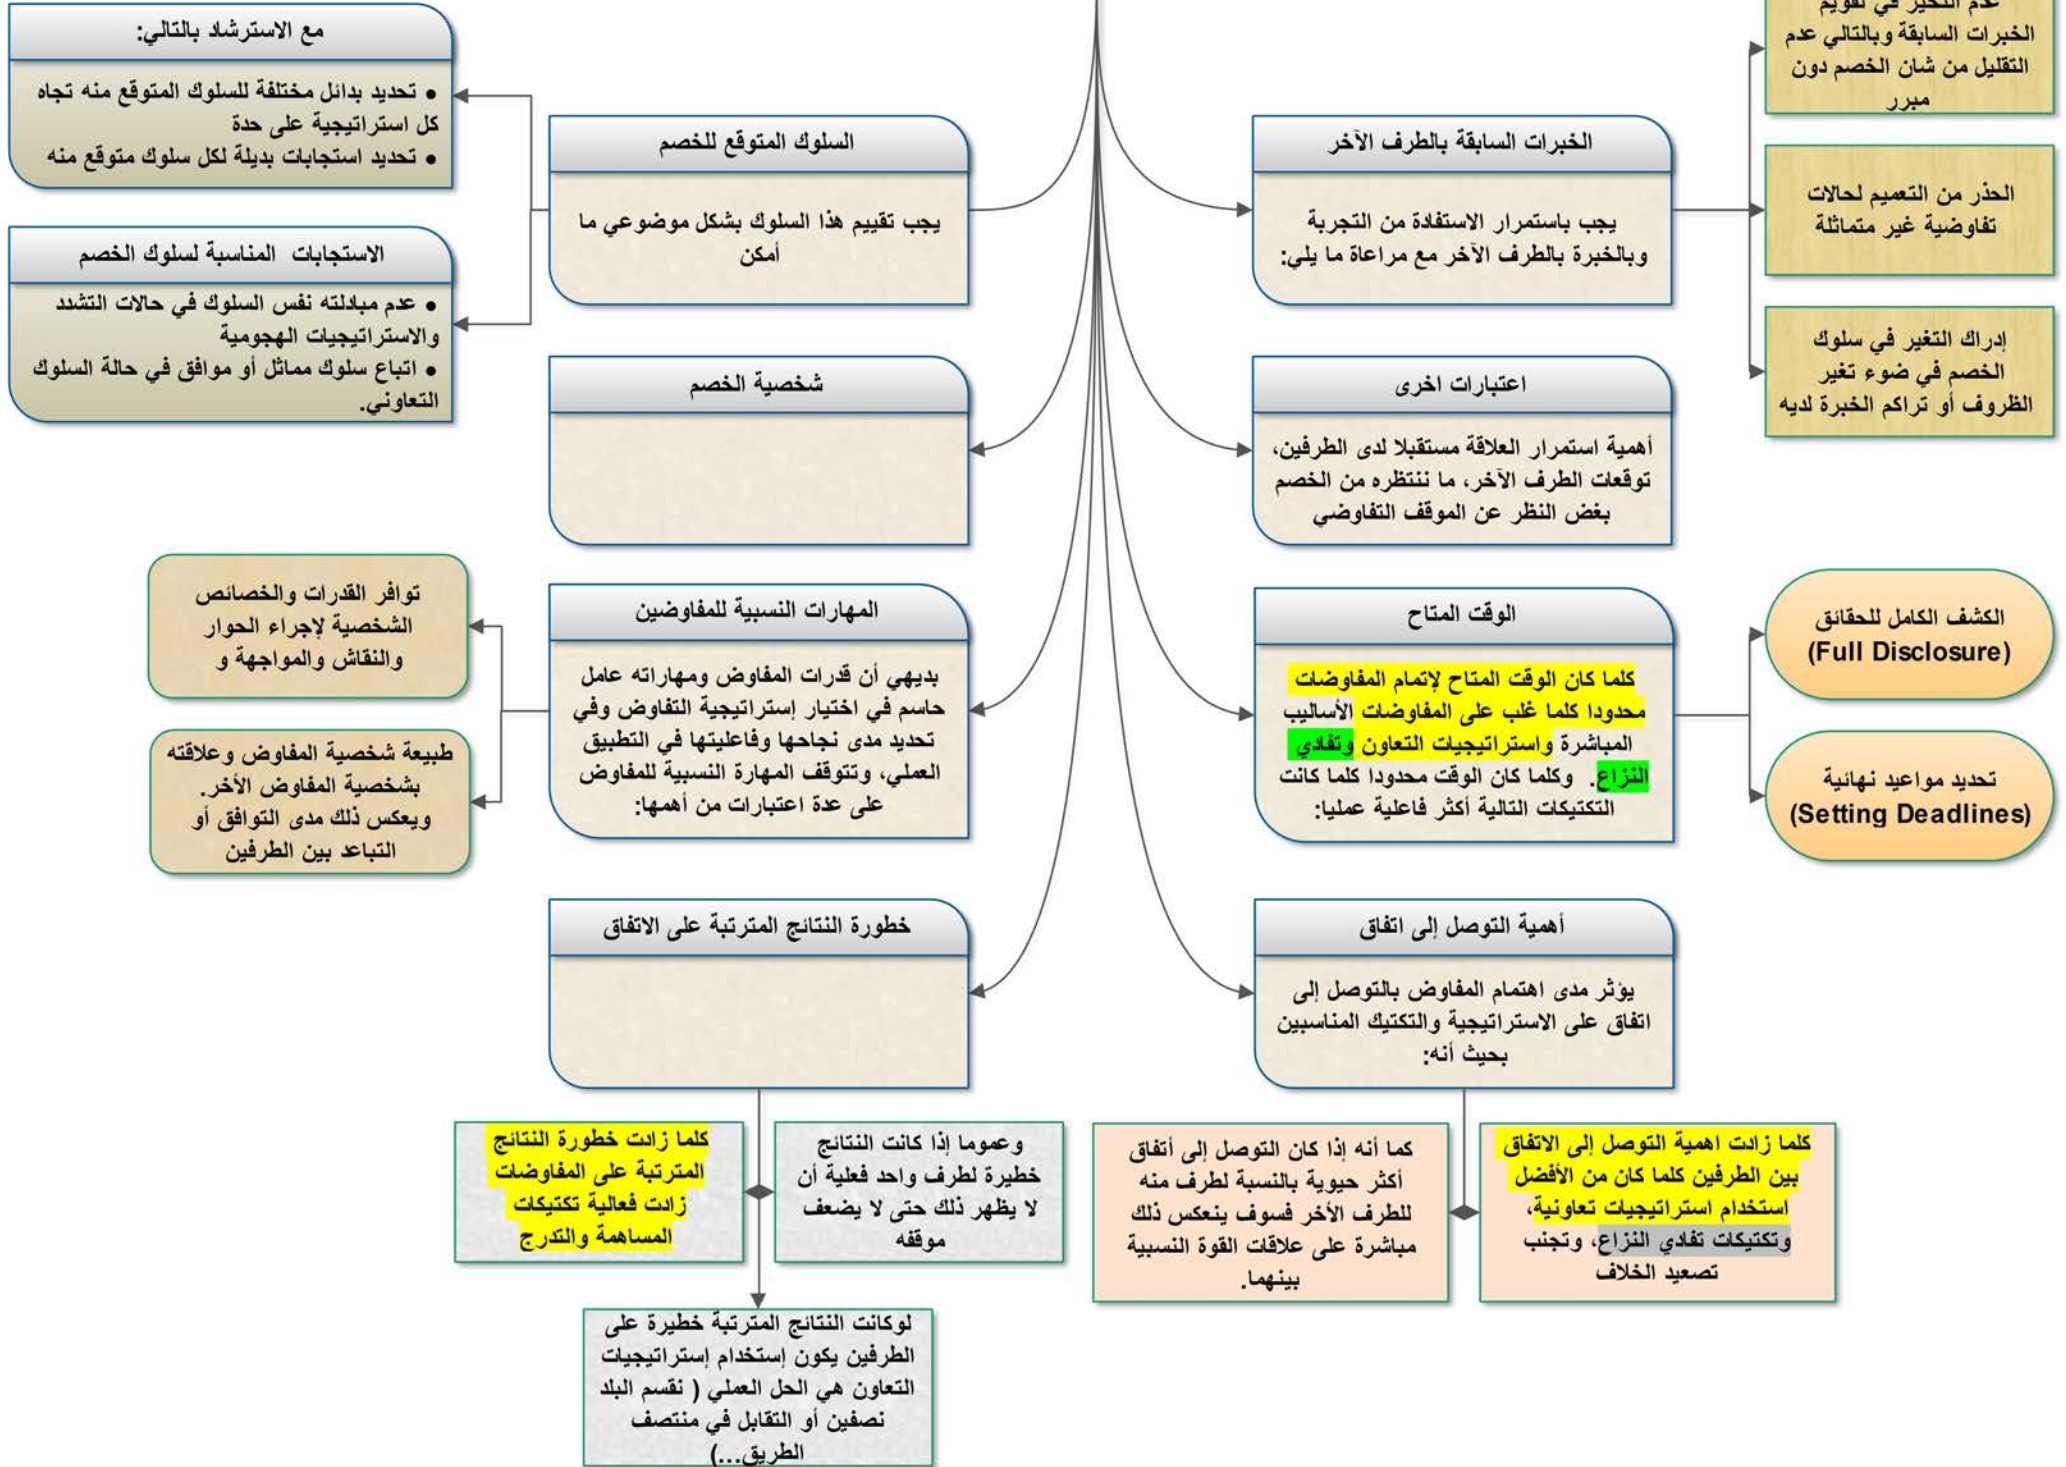 عدم التحيز في تقويم
الخبرات السابقة وبالتالي عدم
التقليل من شان الخصم دون
مبرر
الخبرات السابقة بالطرف الآخر
يجب باستمرار الاستفادة من التجربة
وبالخبرة بالطرف الآخر مع مراعاة ما يلي:
الحذر من التعميم لحالات
تفاوضية غير متماثلة
إدراك التغير في سلوك
الخصم في ضوء تغير
الظروف أو تراكم الخبرة لديه
السلوك المتوقع للخصم
يجب تقييم هذا السلوك بشكل موضوعي ما
أمكن
مع الاسترشاد بالتالي:
• تحديد بدائل مختلفة للسلوك المتوقع منه تجاه
كل استراتيجية على حدة
• تحديد استجابات بديلة لكل سلوك متوقع منه
الاستجابات المناسبة لسلوك الخصم
• عدم مبادلته نفس السلوك في حالات التشدد
والاستراتيجيات الهجومية
• اتباع سلوك مماثل أو موافق في حالة السلوك
التعاوني.
اعتبارات اخرى
أهمية استمرار العلاقة مستقبلا لدى الطرفين،
توقعات الطرف الآخر، ما ننتظره من الخصم
بغض النظر عن الموقف التفاوضي
شخصية الخصم
الوقت المتاح
كلما كان الوقت المتاح لإتمام المفاوضات
محدودا كلما غلب على المفاوضات الأساليب
المباشرة واستراتيجيات التعاون وتفادي
النزاع. وكلما كان الوقت محدودا كلما كانت
التكتيكات التالية أكثر فاعلية عمليا:
الكشف الكامل للحقائق
(Full Disclosure)
تحديد مواعيد نهائية
(Setting Deadlines)
المهارات النسبية للمفاوضين
بديهي أن قدرات المفاوض ومهاراته عامل
حاسم في اختيار إستراتيجية التفاوض وفي
تحديد مدى نجاحها وفاعليتها في التطبيق
العملي، وتتوقف المهارة النسبية للمفاوض
على عدة اعتبارات من أهمها:
توافر القدرات والخصائص
الشخصية لإجراء الحوار
والنقاش والمواجهة و
طبيعة شخصية المفاوض وعلاقته
بشخصية المفاوض الأخر.
ويعكس ذلك مدى التوافق أو
التباعد بين الطرفين
أهمية التوصل إلى اتفاق
يؤثر مدى اهتمام المفاوض بالتوصل إلى
اتفاق على الاستراتيجية والتكتيك المناسبين
بحيث أنه:
كلما زادت اهمية التوصل إلى الاتفاق
بين الطرفين كلما كان من الأفضل
استخدام استراتيجيات تعاونية،
وتكتيكات تفادي النزاع، وتجنب
تصعيد الخلاف
كما أنه إذا كان التوصل إلى أتفاق
أكثر حيوية بالنسبة لطرف منه
للطرف الأخر فسوف ينعكس ذلك
مباشرة على علاقات القوة النسبية
بينهما.
خطورة النتائج المترتبة على الاتفاق
وعموما إذا كانت النتائج
خطيرة لطرف واحد فعلية أن
لا يظهر ذلك حتى لا يضعف
موقفه
كلما زادت خطورة النتائج
المترتبة على المفاوضات
زادت فعالية تكتيكات
المساهمة والتدرج
لوكانت النتائج المترتبة خطيرة على
الطرفين يكون إستخدام إستراتيجيات
التعاون هي الحل العملي ( نقسم البلد
نصفين أو التقابل في منتصف
الطريق...)